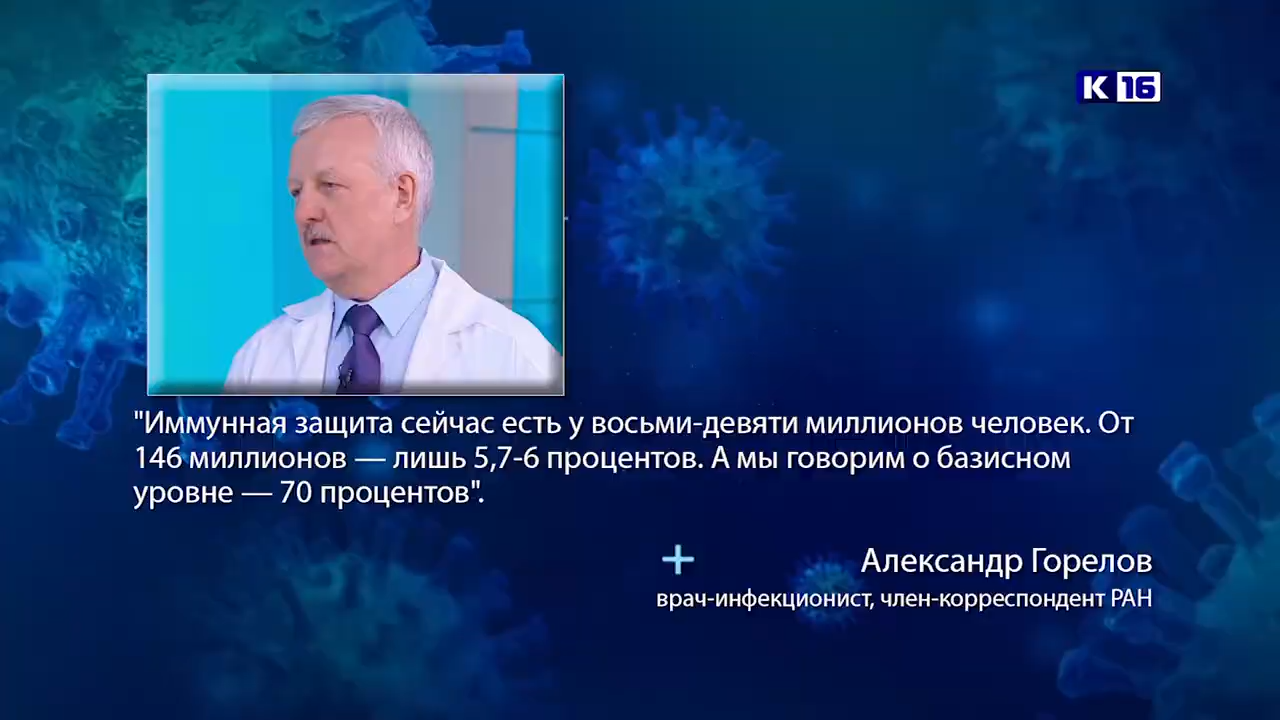 К 16
"Иммунная защита сейчас есть у восьми-девяти миллионов человек. От
146 миллионов — лишь 5,7-6 процентов. А мы говорим о базисном
уровне — 70 процентов".
Александр Горелов
врач-инфекционист, член-корреспондент РАН